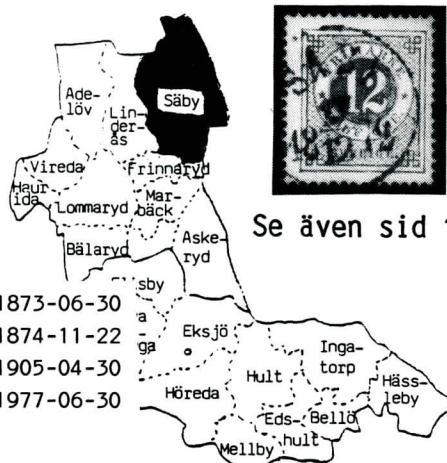 Säby
Ade-
löv
Lin-
der-
ås
12
Vireda
Frinnaryd
Haur
ida
Lommaryd
Mar-
bäck
Bälaryd
Aske-
ryd
Se även sid
sby
1873-06-30
1874-11-22
1905-04-30
1977-06-30
a
ga
Eksjö
Inga-
torp
Hult
Häss-
leby
Höreda
Eds-
hult
Bellö
Mellby